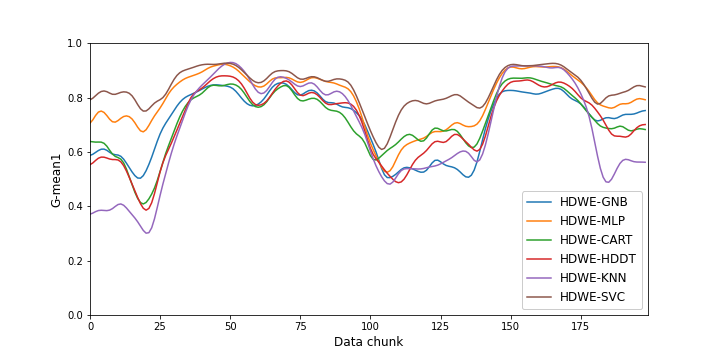 G-mean1
1.0
0.8
0.6
0.4
0.2
0.0
0 25 50 75 100 125 150 175
Data chunk
HDWE-GNB
HDWE-MLP
HDWE-CART
HDWE-HDDT
HDWE-KNN
HDWE-SVC